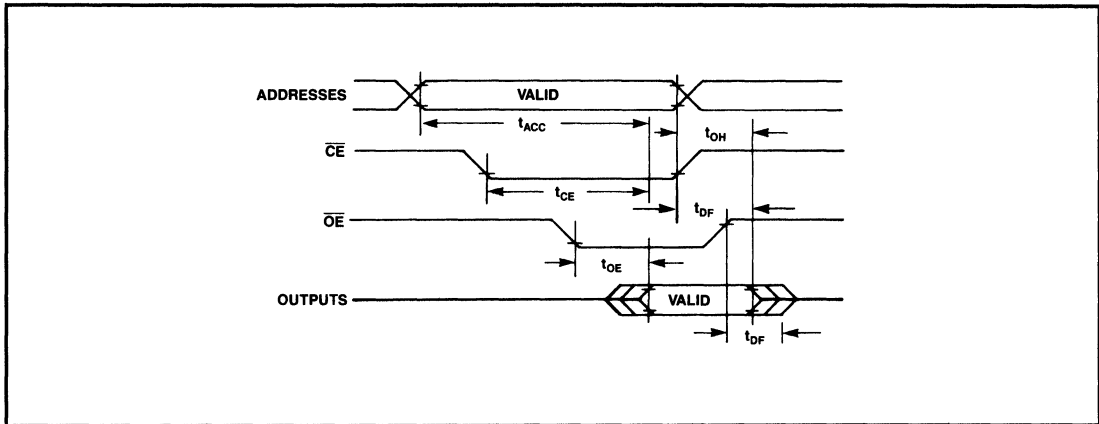 ADDRESSES
VALID
tACC
tOH
CE
tCE
tDF
OE
tOE
OUTPUTS
VALID
tDF